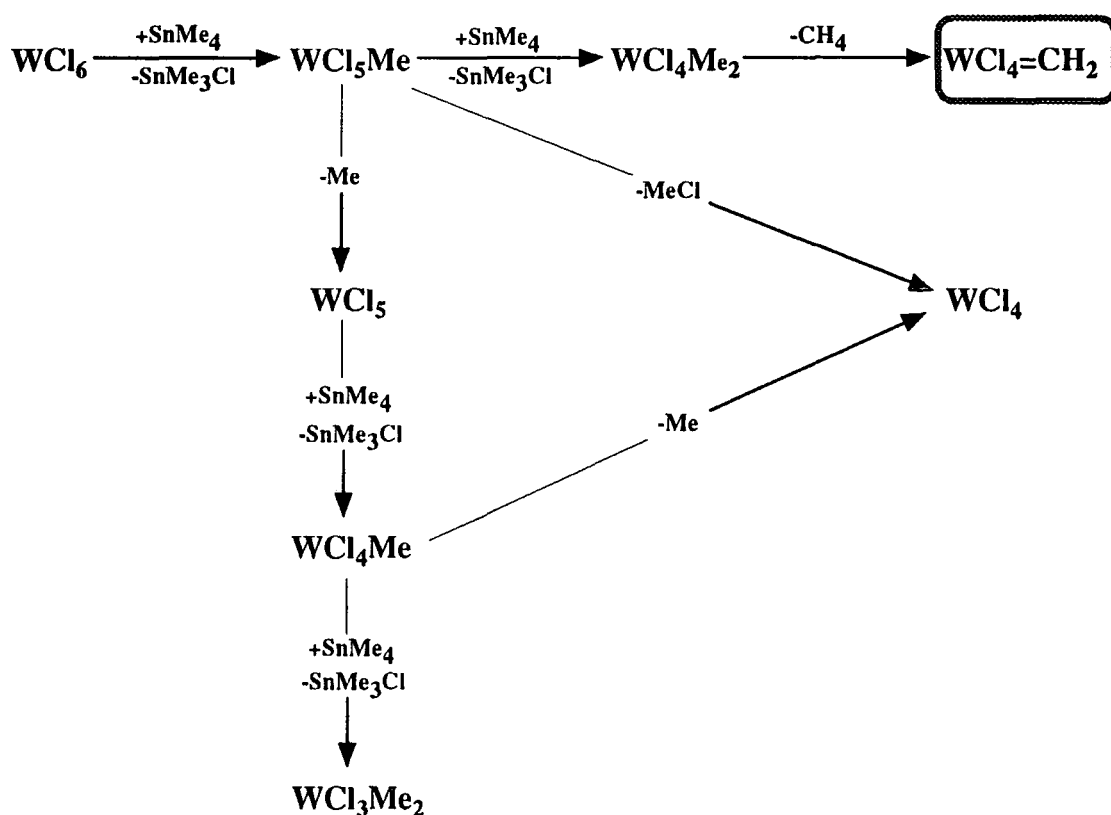 +SnMe₄ +SnMe₄ -CH₄
WCl₆ WCl₅Me WCl₄Me₂ WCl₄=CH₂
-SnMe₃Cl -SnMe₃Cl
-Me -MeCl
WCl₅ WCl₄
+SnMe₄
-SnMe₃Cl
-Me
WCl₄Me
+SnMe₄
-SnMe₃Cl
WCl₃Me₂